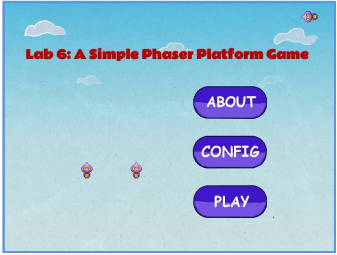 Lab 6: A Simple Phaser Platform Game
ABOUT
CONFIG
PLAY